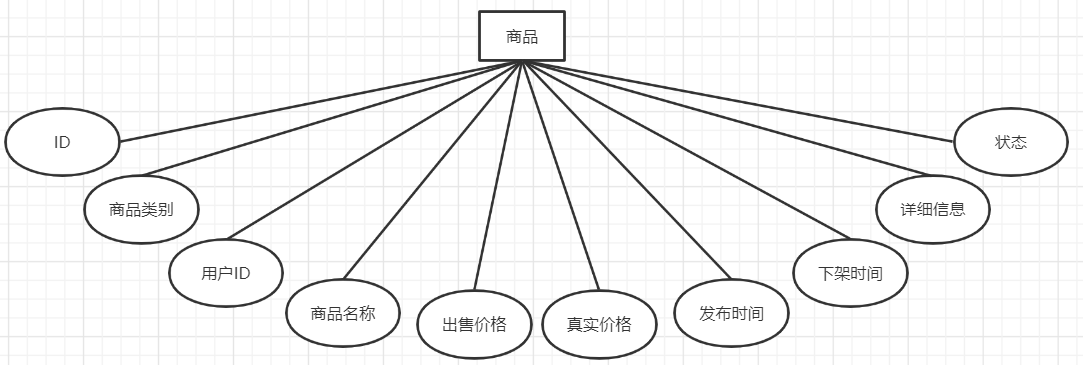 商品
ID
商品类别
用户ID
商品名称
出售价格
真实价格
发布时间
下架时间
详细信息
状态